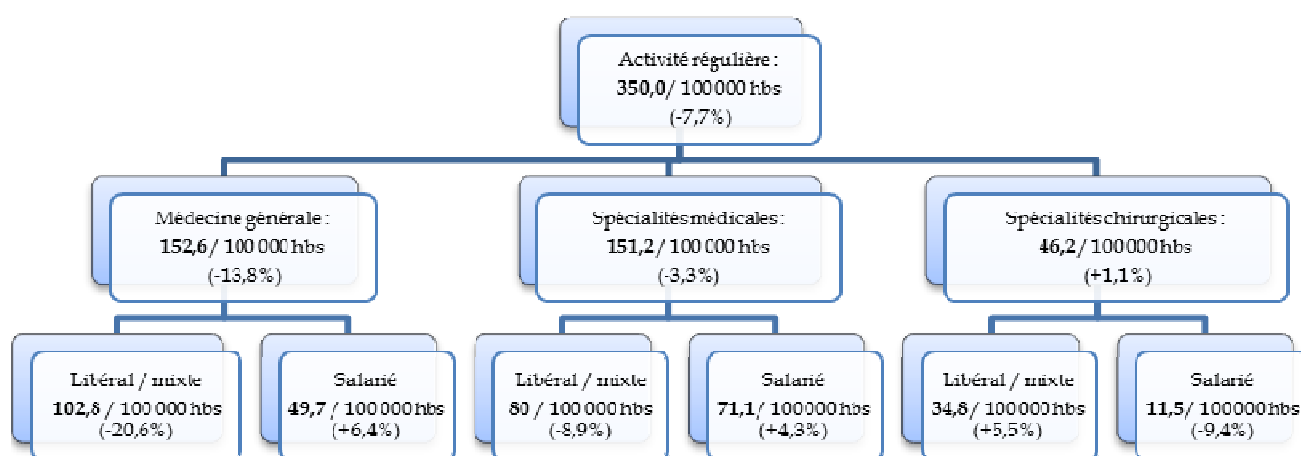 Activité régulière :
350,0/ 100000 hbs
(-7,7%)
Médecine générale :
152,6/ 100 000 hbs
(-13,8%)
Spécialités médicales :
151,2/ 100 000 hbs
(-3,3%)
Spécialités chirurgicales :
46,2/ 100000 hbs
(+1,1%)
Libéral / mixte
102,8 / 100 000 hbs
(-20,6%)
Salarié
49,7 / 100000 hbs
(+6,4%)
Libéral / mixte
80 / 100 000 hbs
(-8,9%)
Salarié
71,1/ 100000 hbs
(+4,3%)
Libéral / mixte
34,8/ 100000 hbs
(+5,5%)
Salarié
11,5/ 100000 hbs
(-9,4%)